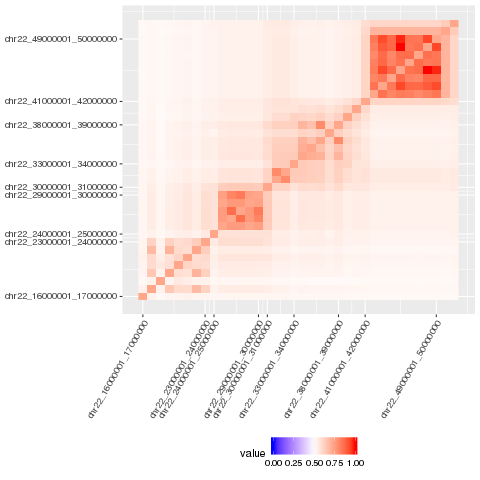 chr22_49000001_50000000
chr22_41000001_42000000
chr22_38000001_39000000
chr22_33000001_34000000
chr22_30000001_31000000
chr22_29000001_30000000
chr22_24000001_25000000
chr22_23000001_24000000
chr22_16000001_17000000
chr22_16000001_17000000
chr22_23000001_24000000
chr22_24000001_25000000
chr22_29000001_30000000
chr22_30000001_31000000
chr22_33000001_34000000
chr22_38000001_39000000
chr22_41000001_42000000
chr22_49000001_50000000
value
0.00 0.25 0.50 0.75 1.00